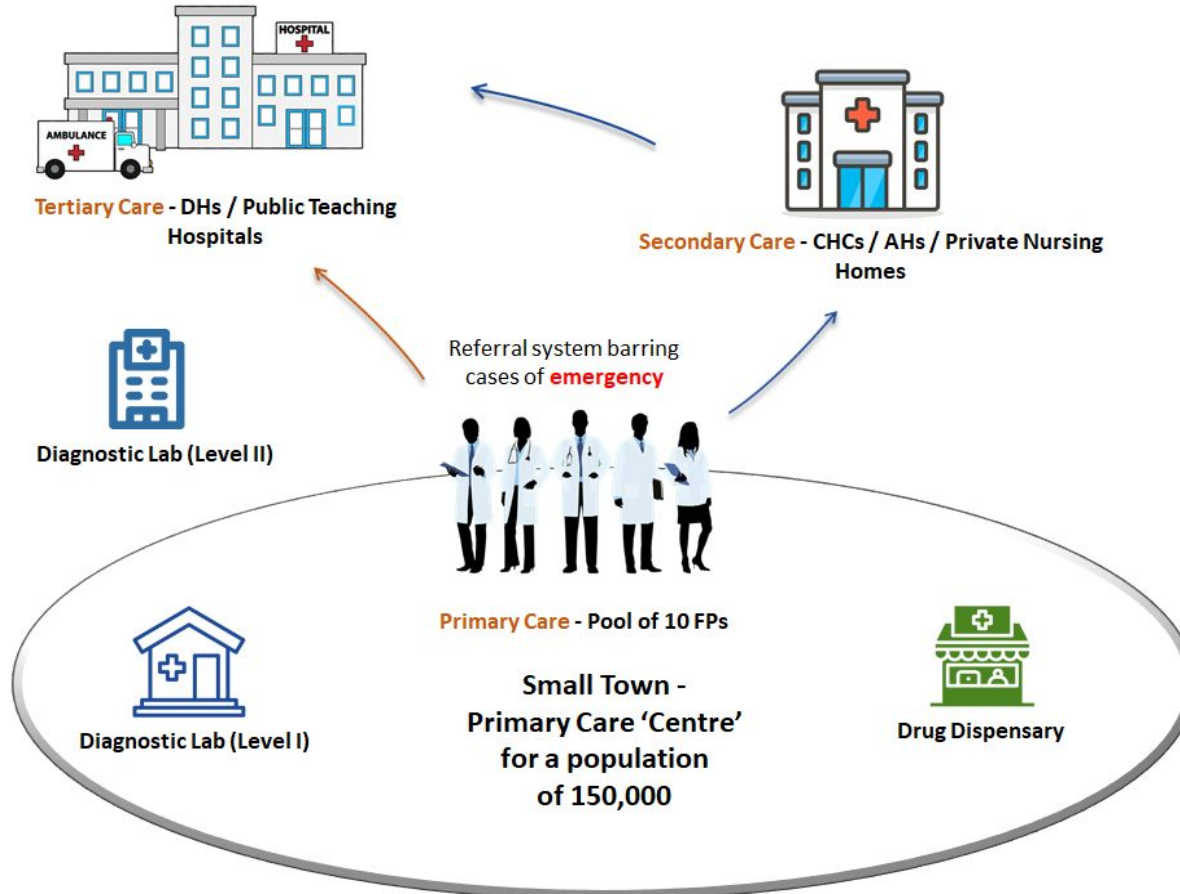 HOSPITAL
AMBULANCE
Tertiary Care - DHs / Public Teaching
Hospitals
Secondary Care - CHCs / AHs / Private Nursing
Homes
Referral system barring
cases of emergency
Diagnostic Lab (Level II)
Primary Care - Pool of 10 FPs
Small Town -
Primary Care ‘Centre’
for a population
of 150,000
Diagnostic Lab (Level I)
Drug Dispensary